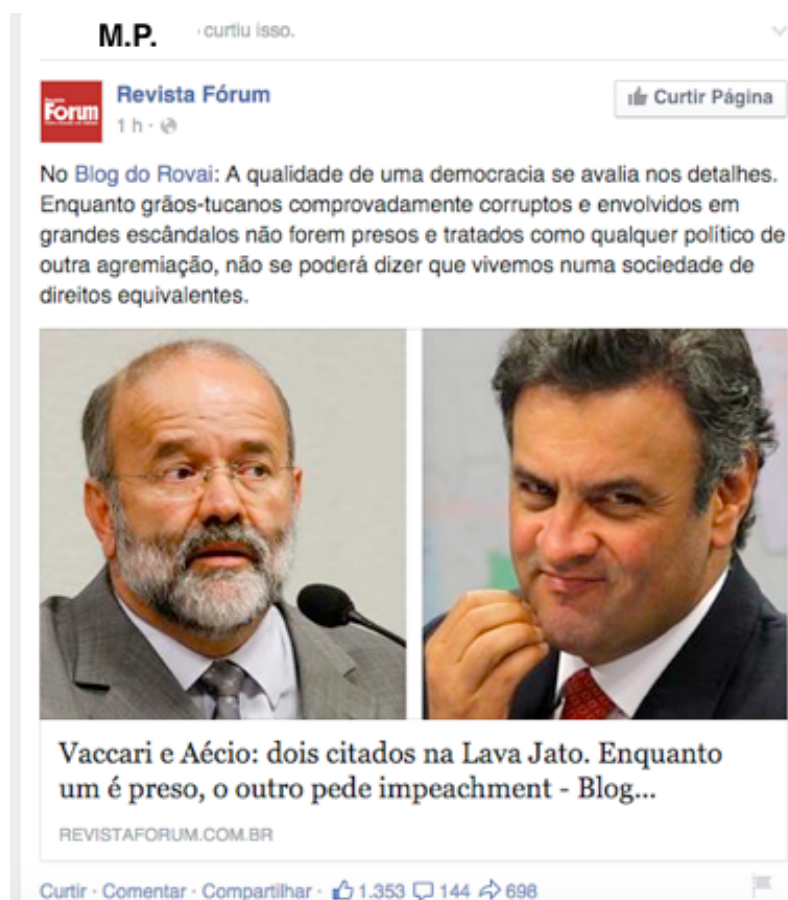 M.P. curtiu isso.
Fórum
Revista Fórum
1 h ·
Curtir Página
No Blog do Rovai: A qualidade de uma democracia se avalia nos detalhes.
Enquanto grãos-tucanos comprovadamente corruptos e envolvidos em
grandes escândalos não forem presos e tratados como qualquer político de
outra agremiação, não se poderá dizer que vivemos numa sociedade de
direitos equivalentes.
Vaccari e Aécio: dois citados na Lava Jato. Enquanto
um é preso, o outro pede impeachment - Blog...
REVISTAFORUM.COM.BR
Curtir · Comentar · Compartilhar · 1.353 144 698